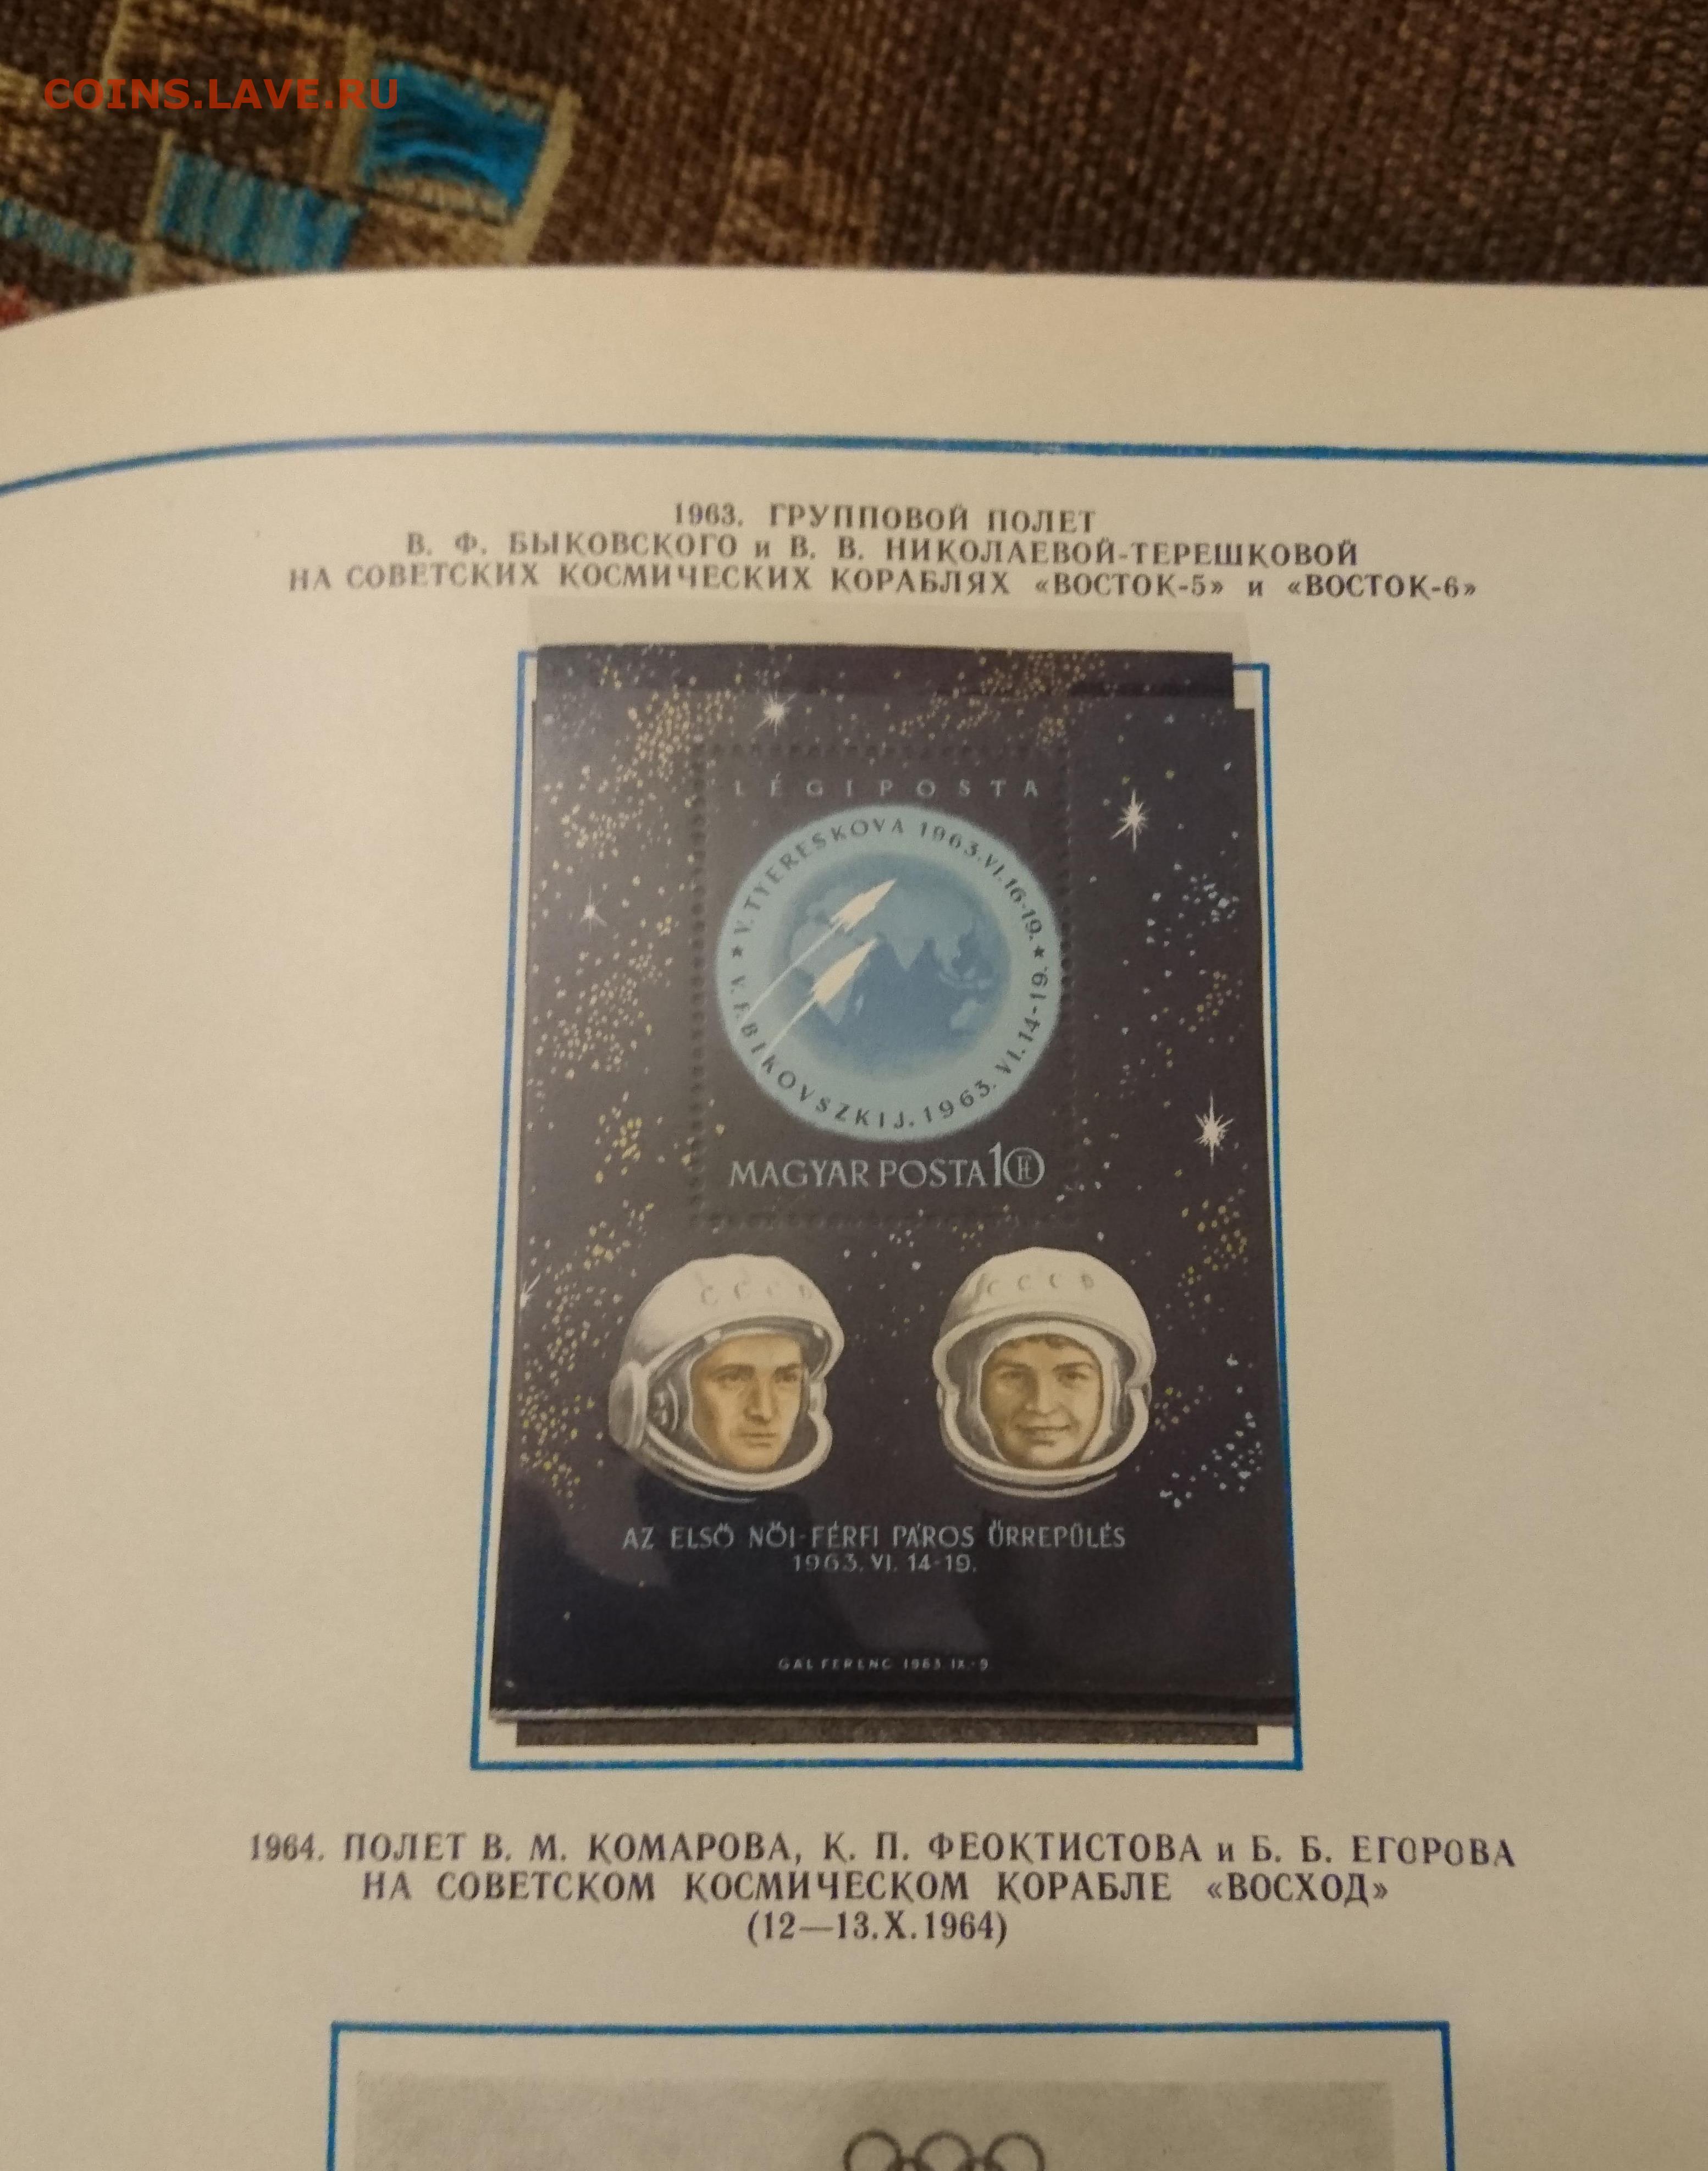 COINS.LAVE.RU
1963. ГРУППОВОЙ ПОЛЕТ
В. Ф. БЫКОВСКОГО и В. В. НИКОЛАЕВОЙ-ТЕРЕШКОВОЙ
НА СОВЕТСКИХ КОСМИЧЕСКИХ КОРАБЛЯХ «ВОСТОК-5» и «ВОСТОК-6»
LÉGIPOSTA
★ V. TYERESKOVA 1963. VI. 16-19. ★
V. F. BIKOVSZKIJ. 1963. VI. 14-19.
MAGYAR POSTA 10 Ft
CCCP
CCCP
AZ ELSŐ NŐI-FÉRFI PÁROS ŰRREPÜLÉS
1963. VI. 14-19.
GÁL FERENC 1963. IX.-9
1964. ПОЛЕТ В. М. КОМАРОВА, К. П. ФЕОКТИСТОВА и Б. Б. ЕГОРОВА
НА СОВЕТСКОМ КОСМИЧЕСКОМ КОРАБЛЕ «ВОСХОД»
(12—13.X.1964)